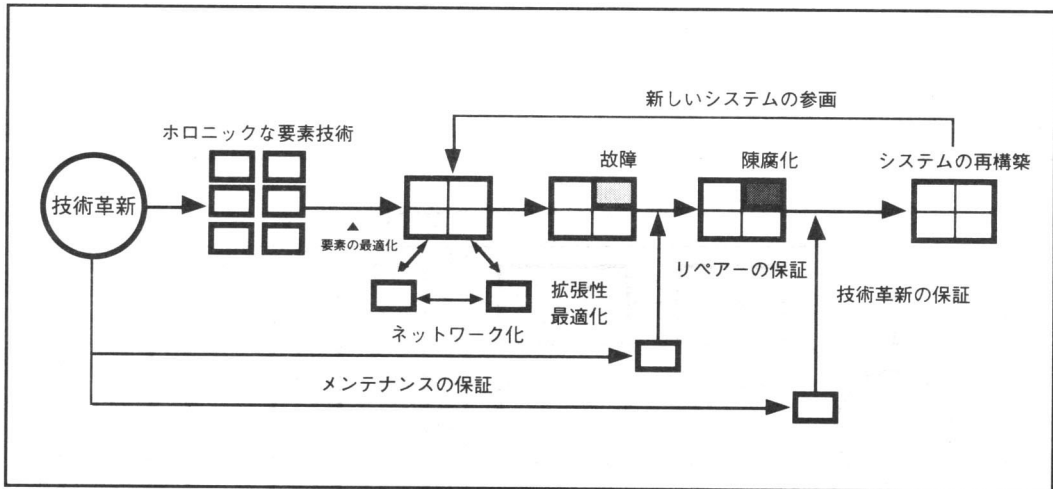 新しいシステムの参画
ホロニックな要素技術
故障
陳腐化
システムの再構築
技術革新
要素の最適化
リペアーの保証
拡張性
最適化
技術革新の保証
ネットワーク化
メンテナンスの保証